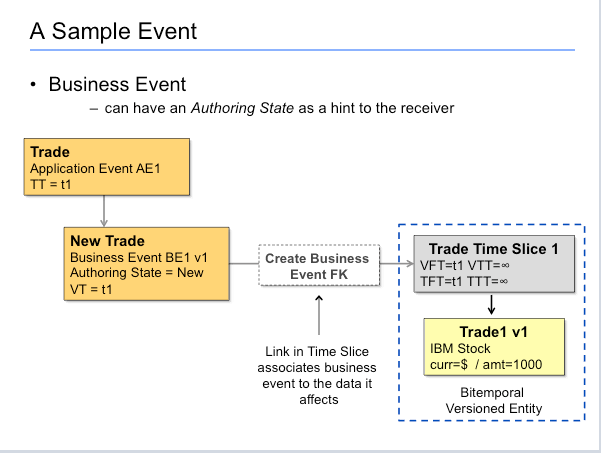 A Sample Event
• Business Event
– can have an Authoring State as a hint to the receiver
Trade
Application Event AE1
TT = t1
New Trade
Business Event BE1 v1
Authoring State = New
VT = t1
Create Business
Event FK
Link in Time Slice
associates business
event to the data it
affects
Trade Time Slice 1
VFT=t1 VTT=∞
TFT=t1 TTT=∞
Trade1 v1
IBM Stock
curr=$ / amt=1000
Bitemporal
Versioned Entity